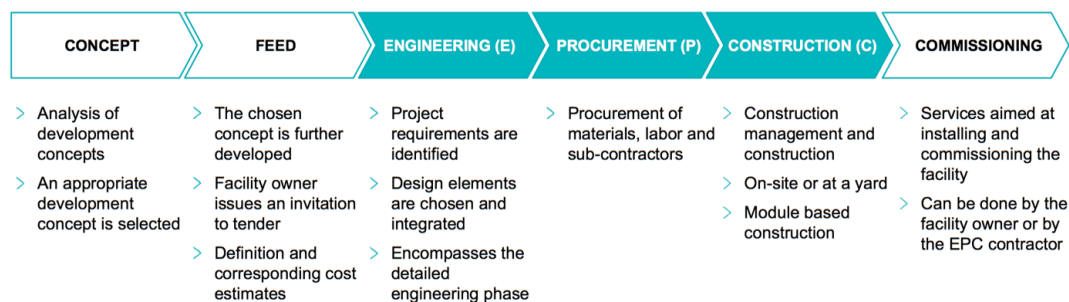 CONCEPT
FEED
ENGINEERING (E)
PROCUREMENT (P)
CONSTRUCTION (C)
COMMISSIONING
Analysis of
development
concepts
An appropriate
development
concept is selected
The chosen
concept is further
developed
Facility owner
issues an invitation
to tender
Definition and
corresponding cost
estimates
Project
requirements are
identified
Design elements
are chosen and
integrated
Encompasses the
detailed
engineering phase
Procurement of
materials, labor and
sub-contractors
Construction
management and
construction
On-site or at a yard
Module based
construction
Services aimed at
installing and
commissioning the
facility
Can be done by the
facility owner or by
the EPC contractor